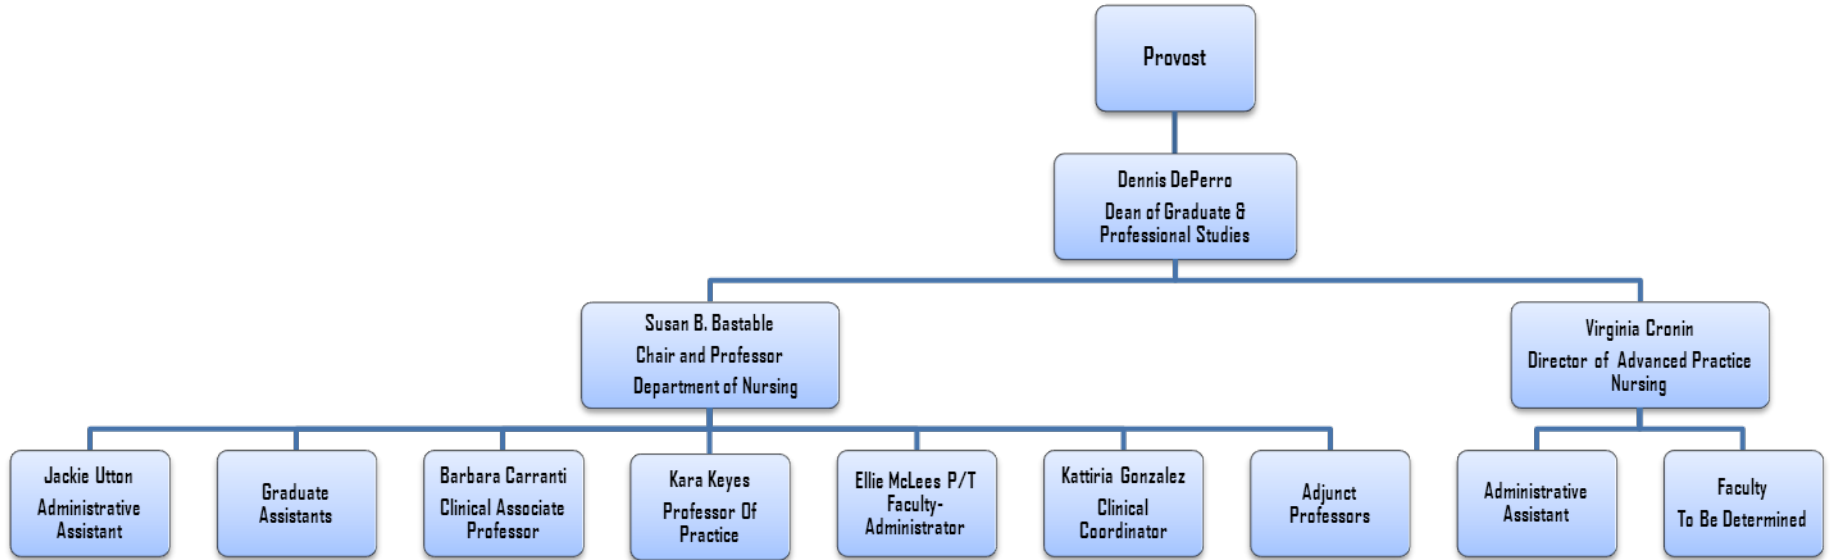 Provost
Dennis DePerro
Dean of Graduate &
Professional Studies
Susan B. Bastable
Chair and Professor
Department of Nursing
Virginia Cronin
Director of Advanced Practice
Nursing
Jackie Utton
Administrative
Assistant
Graduate
Assistants
Barbara Carranti
Clinical Associate
Professor
Kara Keyes
Professor Of
Practice
Ellie McLees P/T
Faculty-
Administrator
Kattiria Gonzalez
Clinical
Coordinator
Adjunct
Professors
Administrative
Assistant
Faculty
To Be Determined